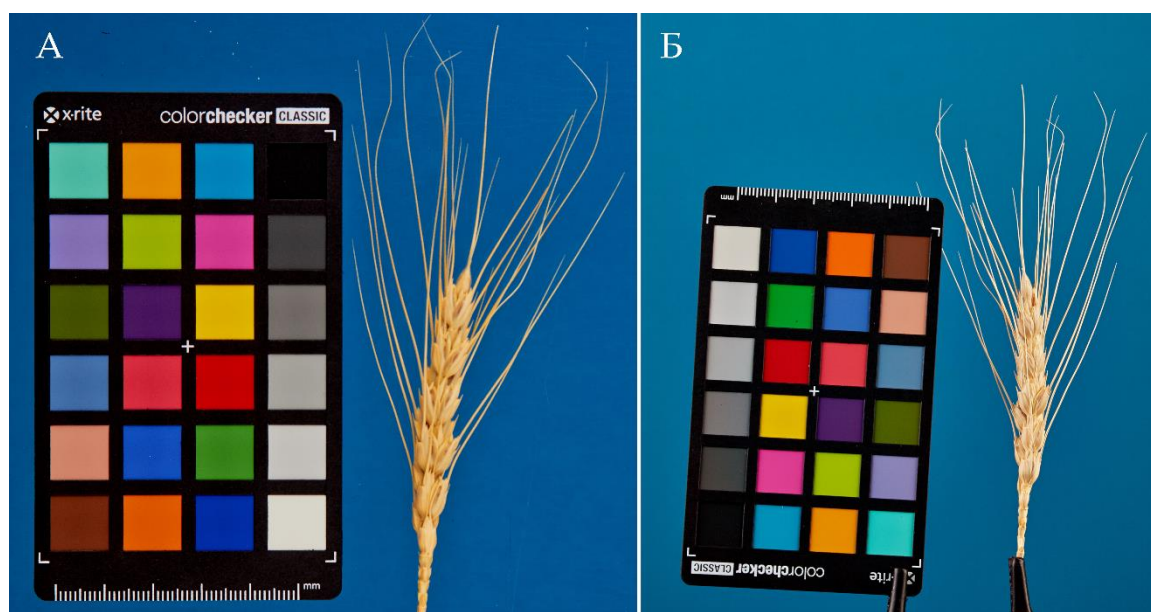 А
x-rite colorchecker CLASSIC
mm
Б
mm
colorchecker CLASSIC
x-rite